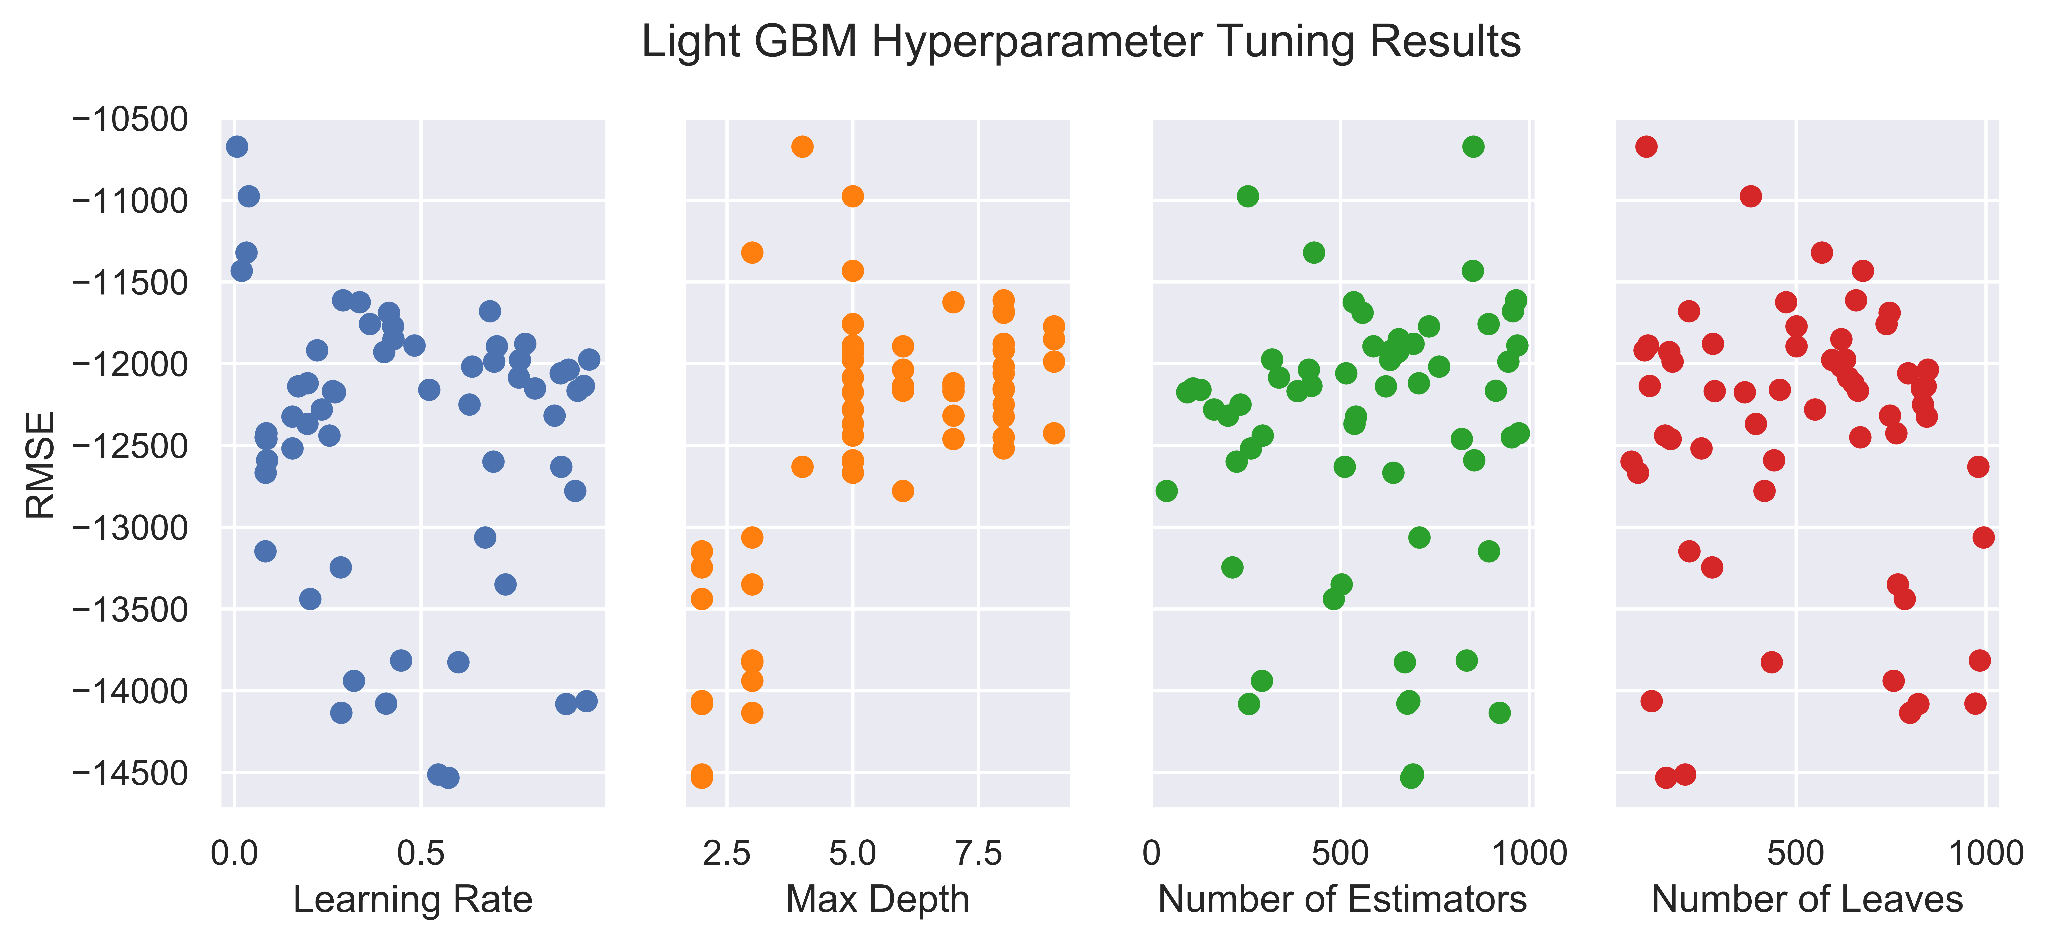 Light GBM Hyperparameter Tuning Results
RMSE
−10500
−11000
−11500
−12000
−12500
−13000
−13500
−14000
−14500
0.0 0.5
Learning Rate
2.5 5.0 7.5
Max Depth
0 500 1000
Number of Estimators
500 1000
Number of Leaves